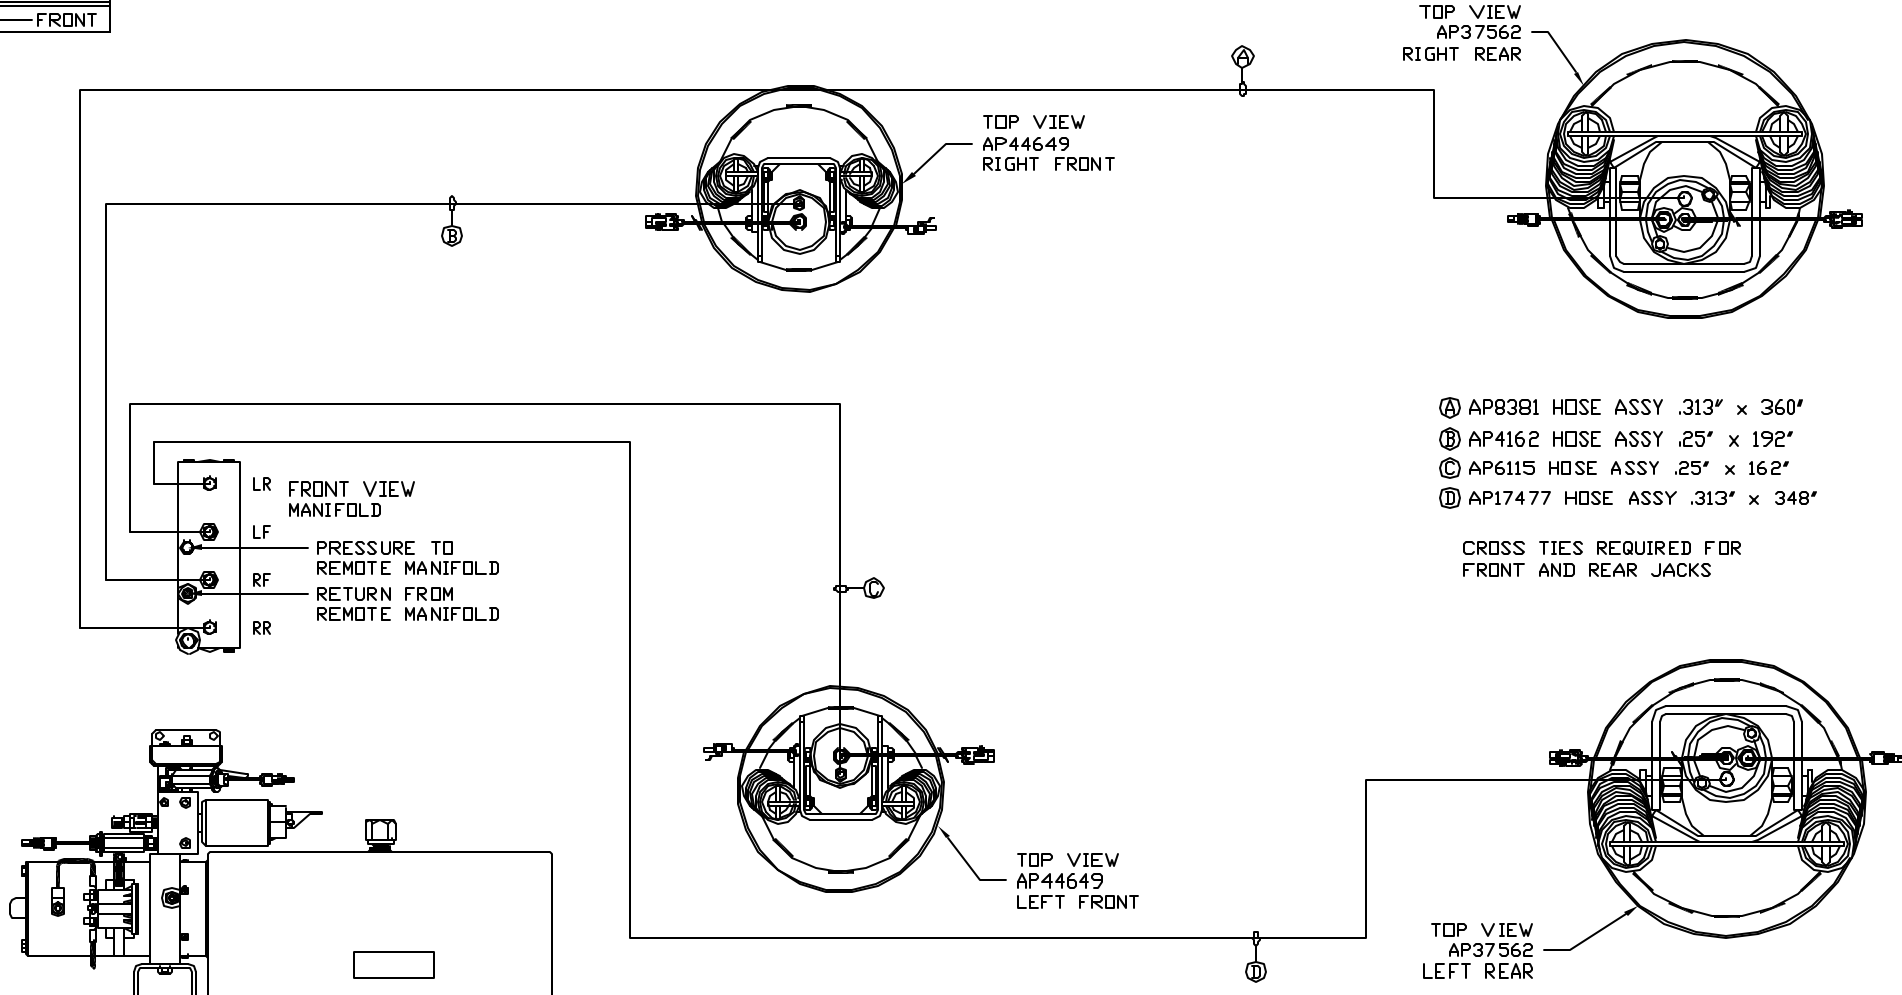 FRONT
TOP VIEW
AP37562
RIGHT REAR
A
TOP VIEW
AP44649
RIGHT FRONT
B
A AP8381 HOSE ASSY .313" x 360"
B AP4162 HOSE ASSY .25" x 192"
C AP6115 HOSE ASSY .25" x 162"
D AP17477 HOSE ASSY .313" x 348"
CROSS TIES REQUIRED FOR
FRONT AND REAR JACKS
LR
FRONT VIEW
MANIFOLD
LF
PRESSURE TO
REMOTE MANIFOLD
RF
RETURN FROM
REMOTE MANIFOLD
RR
C
TOP VIEW
AP44649
LEFT FRONT
TOP VIEW
AP37562
LEFT REAR
D